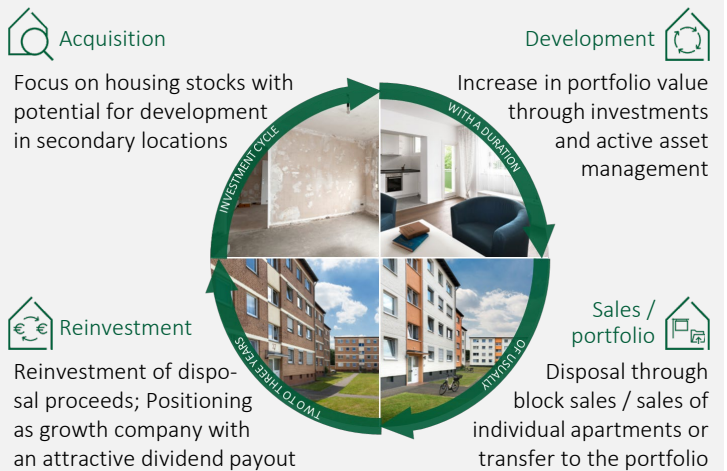 Acquisition
Focus on housing stocks with
potential for development
in secondary locations
Development
Increase in portfolio value
through investments
and active asset
management
INVESTMENT CYCLE
WITH A DURATION
OF USUALLY
TWO TO THREE YEARS
Reinvestment
Reinvestment of dispo-
sal proceeds; Positioning
as growth company with
an attractive dividend payout
Sales /
portfolio
Disposal through
block sales / sales of
individual apartments or
transfer to the portfolio